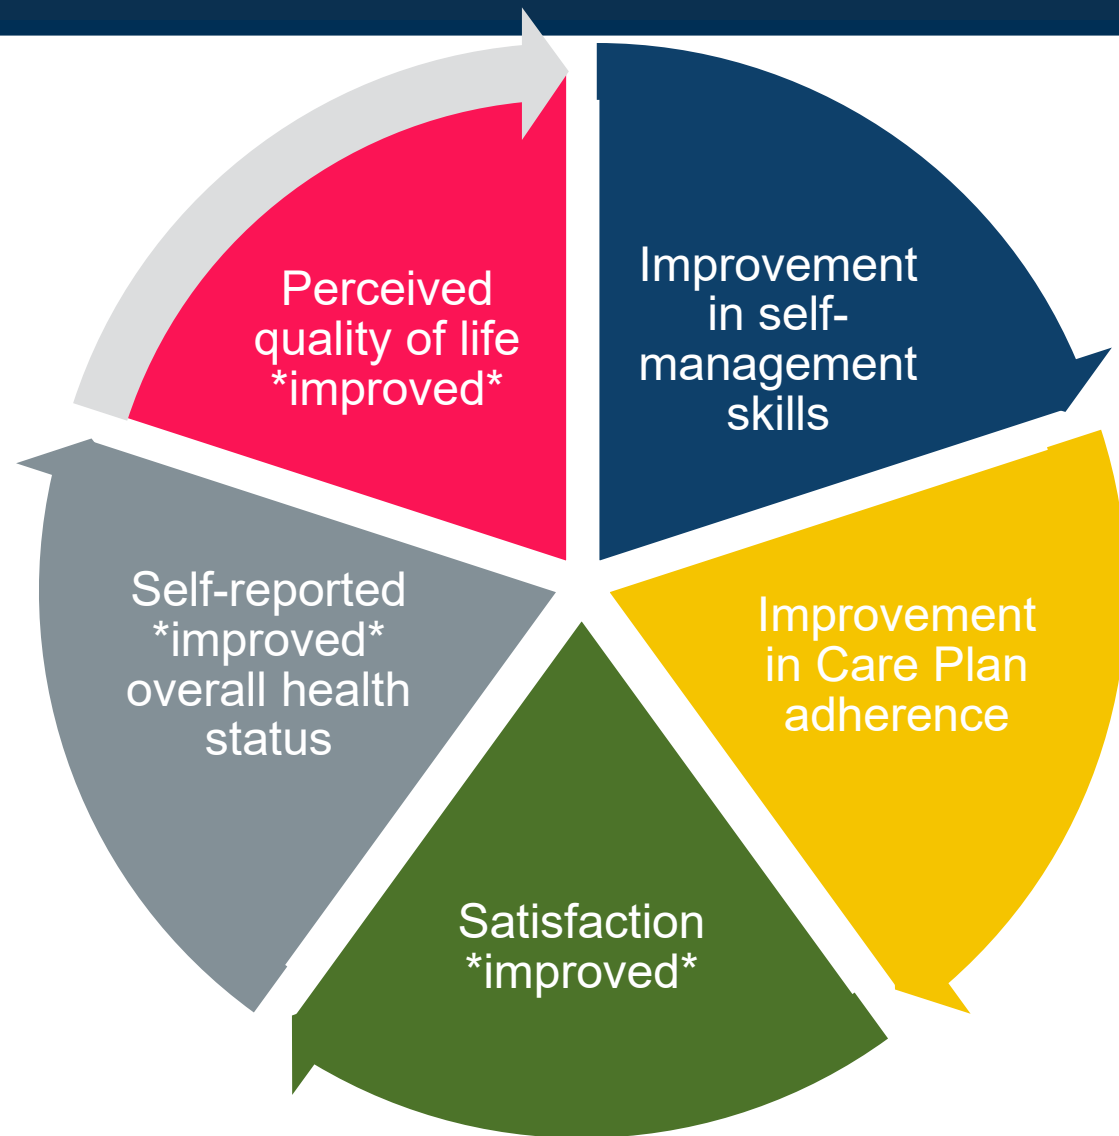 Improvement
in self-
management
skills
Improvement
in Care Plan
adherence
Satisfaction
*improved*
Self-reported
*improved*
overall health
status
Perceived
quality of life
*improved*